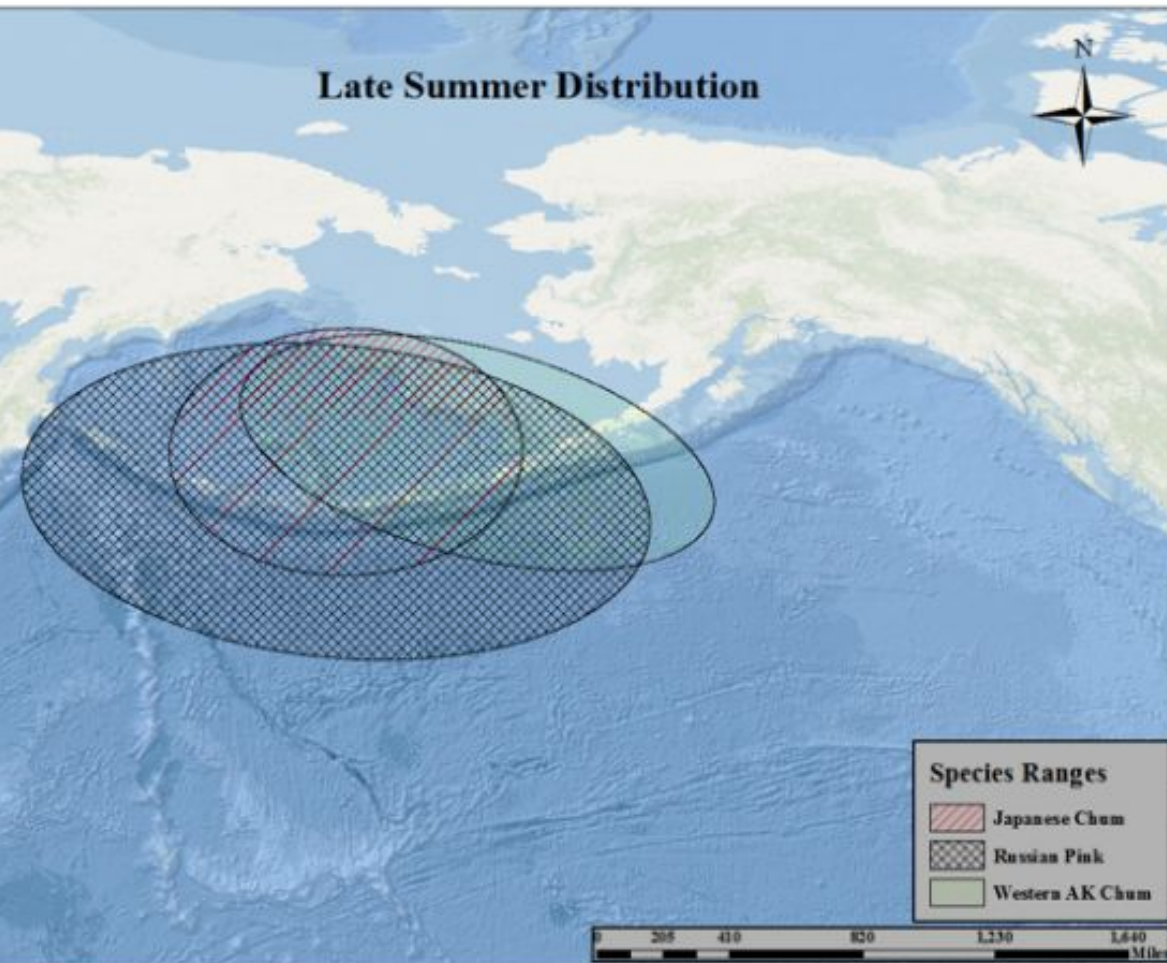 Late Summer Distribution
N
Species Ranges
Japanese Chum
Russian Pink
Western AK Chum
0 205 410 820 1,230 1,640
Miles